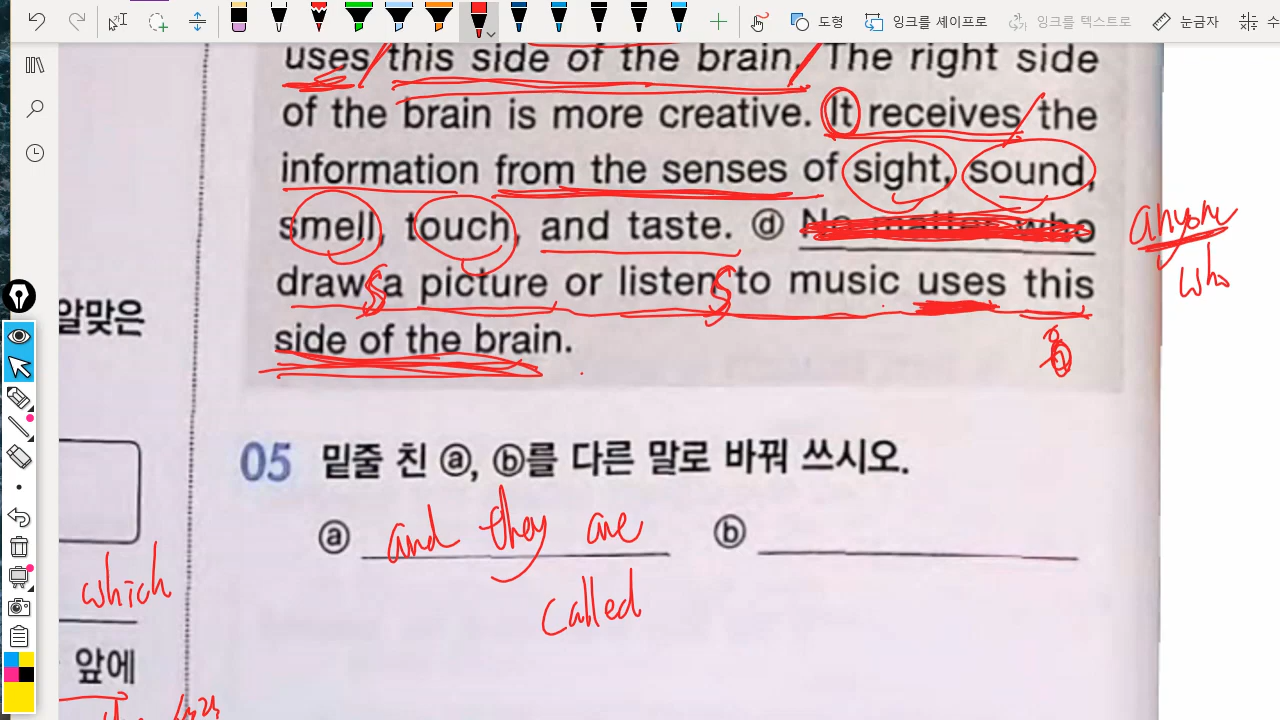 도형 잉크를 셰이프로 잉크를 텍스트로 눈금자 수
uses this side of the brain. The right side
of the brain is more creative. It receives the
information from the senses of sight, sound,
smell, touch, and taste. ⓓ No matter who
anyone
who
draws a picture or listens to music uses this
side of the brain.
알맞은
05 밑줄 친 ⓐ, ⓑ를 다른 말로 바꿔 쓰시오.
ⓐ and they are ⓑ
called
which
앞에